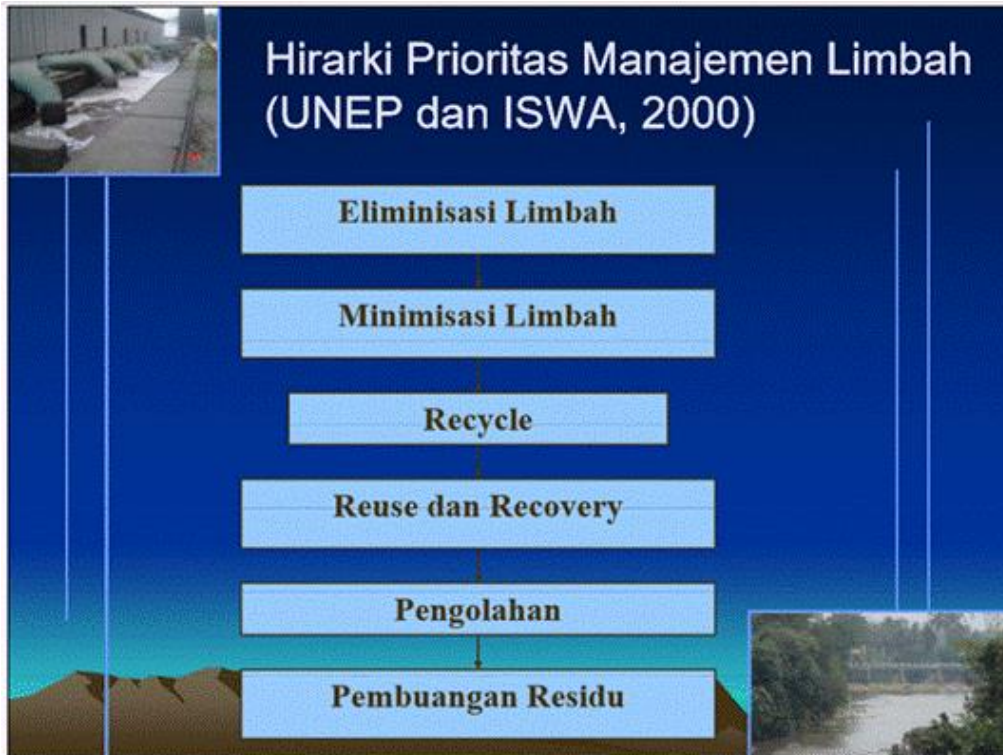 Hirarki Prioritas Manajemen Limbah
(UNEP dan ISWA, 2000)
Eliminisasi Limbah
Minimisasi Limbah
Recycle
Reuse dan Recovery
Pengolahan
Pembuangan Residu